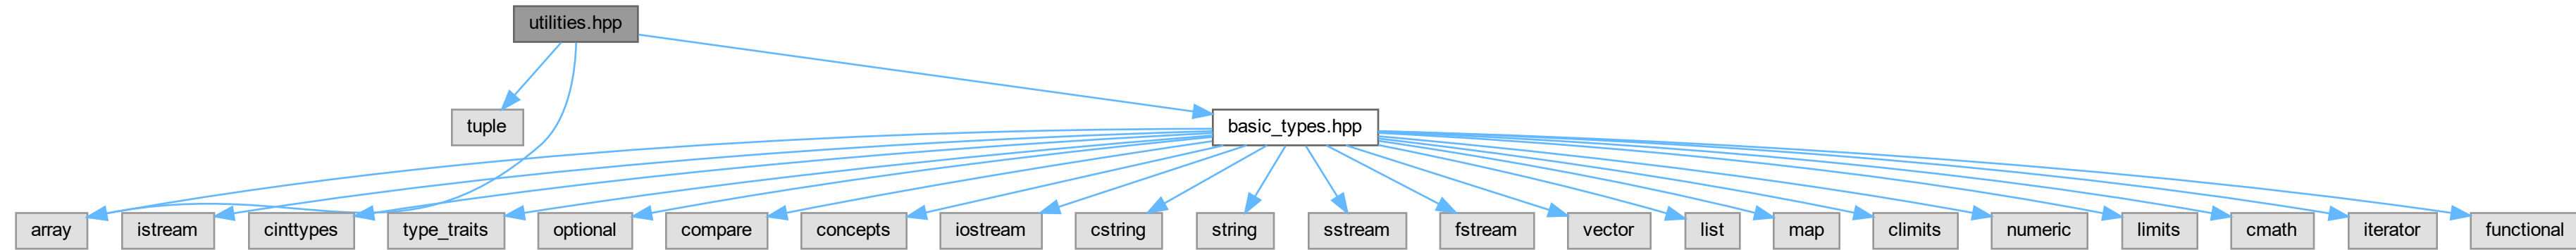 utilities.hpp
tuple
basic_types.hpp
array
istream
cinttypes
type_traits
optional
compare
concepts
iostream
cstring
string
sstream
fstream
vector
list
map
climits
numeric
limits
cmath
iterator
functional